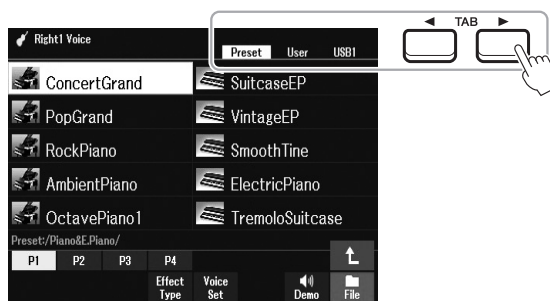 Right1 Voice
◄ TAB ►
Preset User USB1
ConcertGrand SuitcaseEP
PopGrand VintageEP
RockPiano SmoothTine
AmbientPiano ElectricPiano
OctavePiano1 TremoloSuitcase
Preset:/Piano&E.Piano/
P1 P2 P3 P4
Effect Type Voice Set Demo File